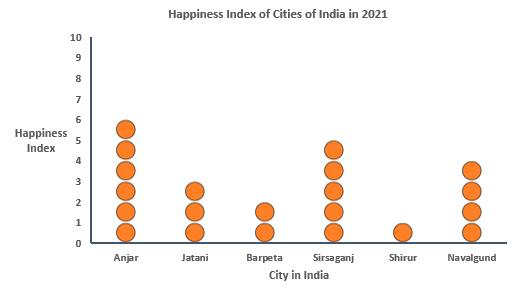 Happiness Index of Cities of India in 2021
10
9
8
7
6
5
4
3
2
1
0
Happiness
Index
Anjar Jatani Barpeta Sirsaganj Shirur Navalgund
City in India